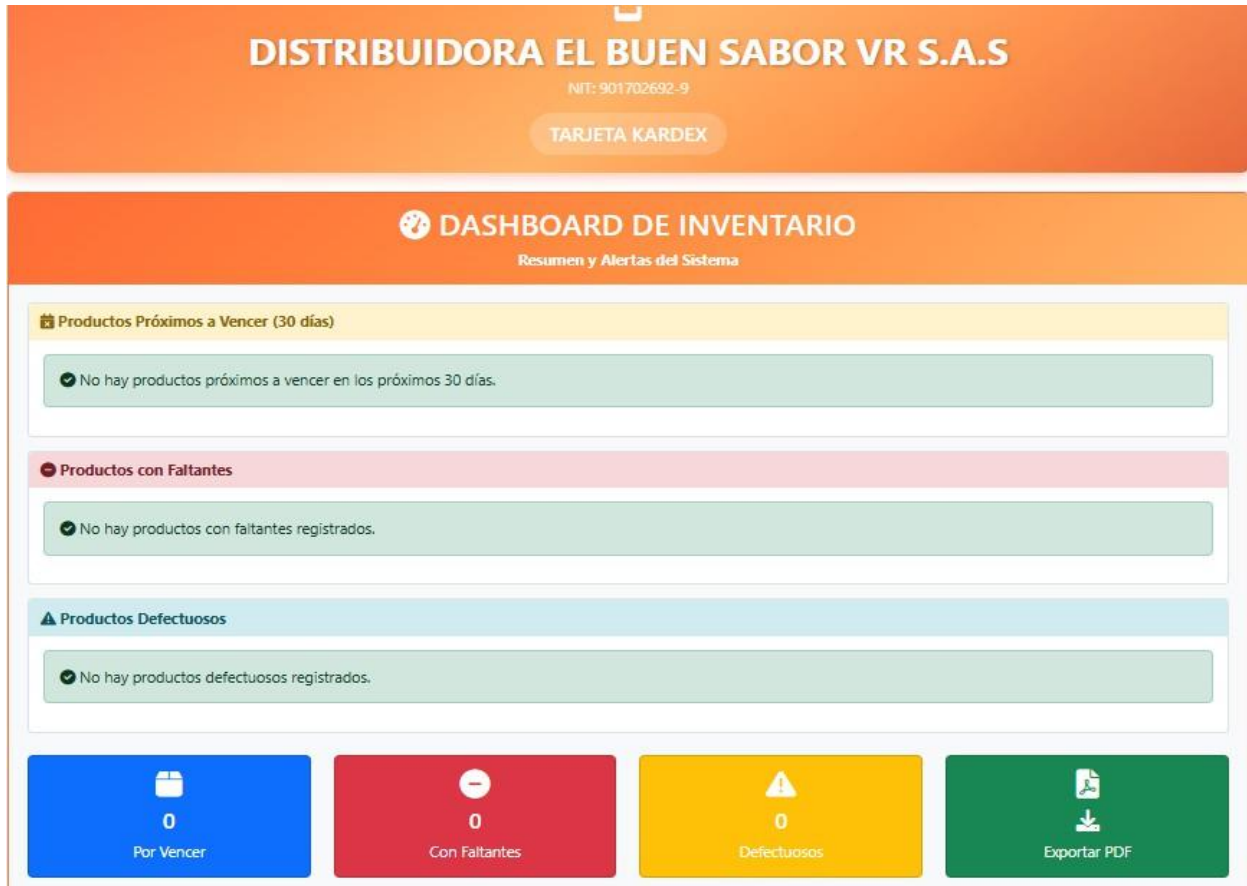 DISTRIBUIDORA EL BUEN SABOR VR S.A.S
NIT: 901702692-9
TARJETA KARDEX
DASHBOARD DE INVENTARIO
Resumen y Alertas del Sistema
Productos Próximos a Vencer (30 días)
No hay productos próximos a vencer en los próximos 30 días.
Productos con Faltantes
No hay productos con faltantes registrados.
Productos Defectuosos
No hay productos defectuosos registrados.
0
Por Vencer
0
Con Faltantes
0
Defectuosos
Exportar PDF